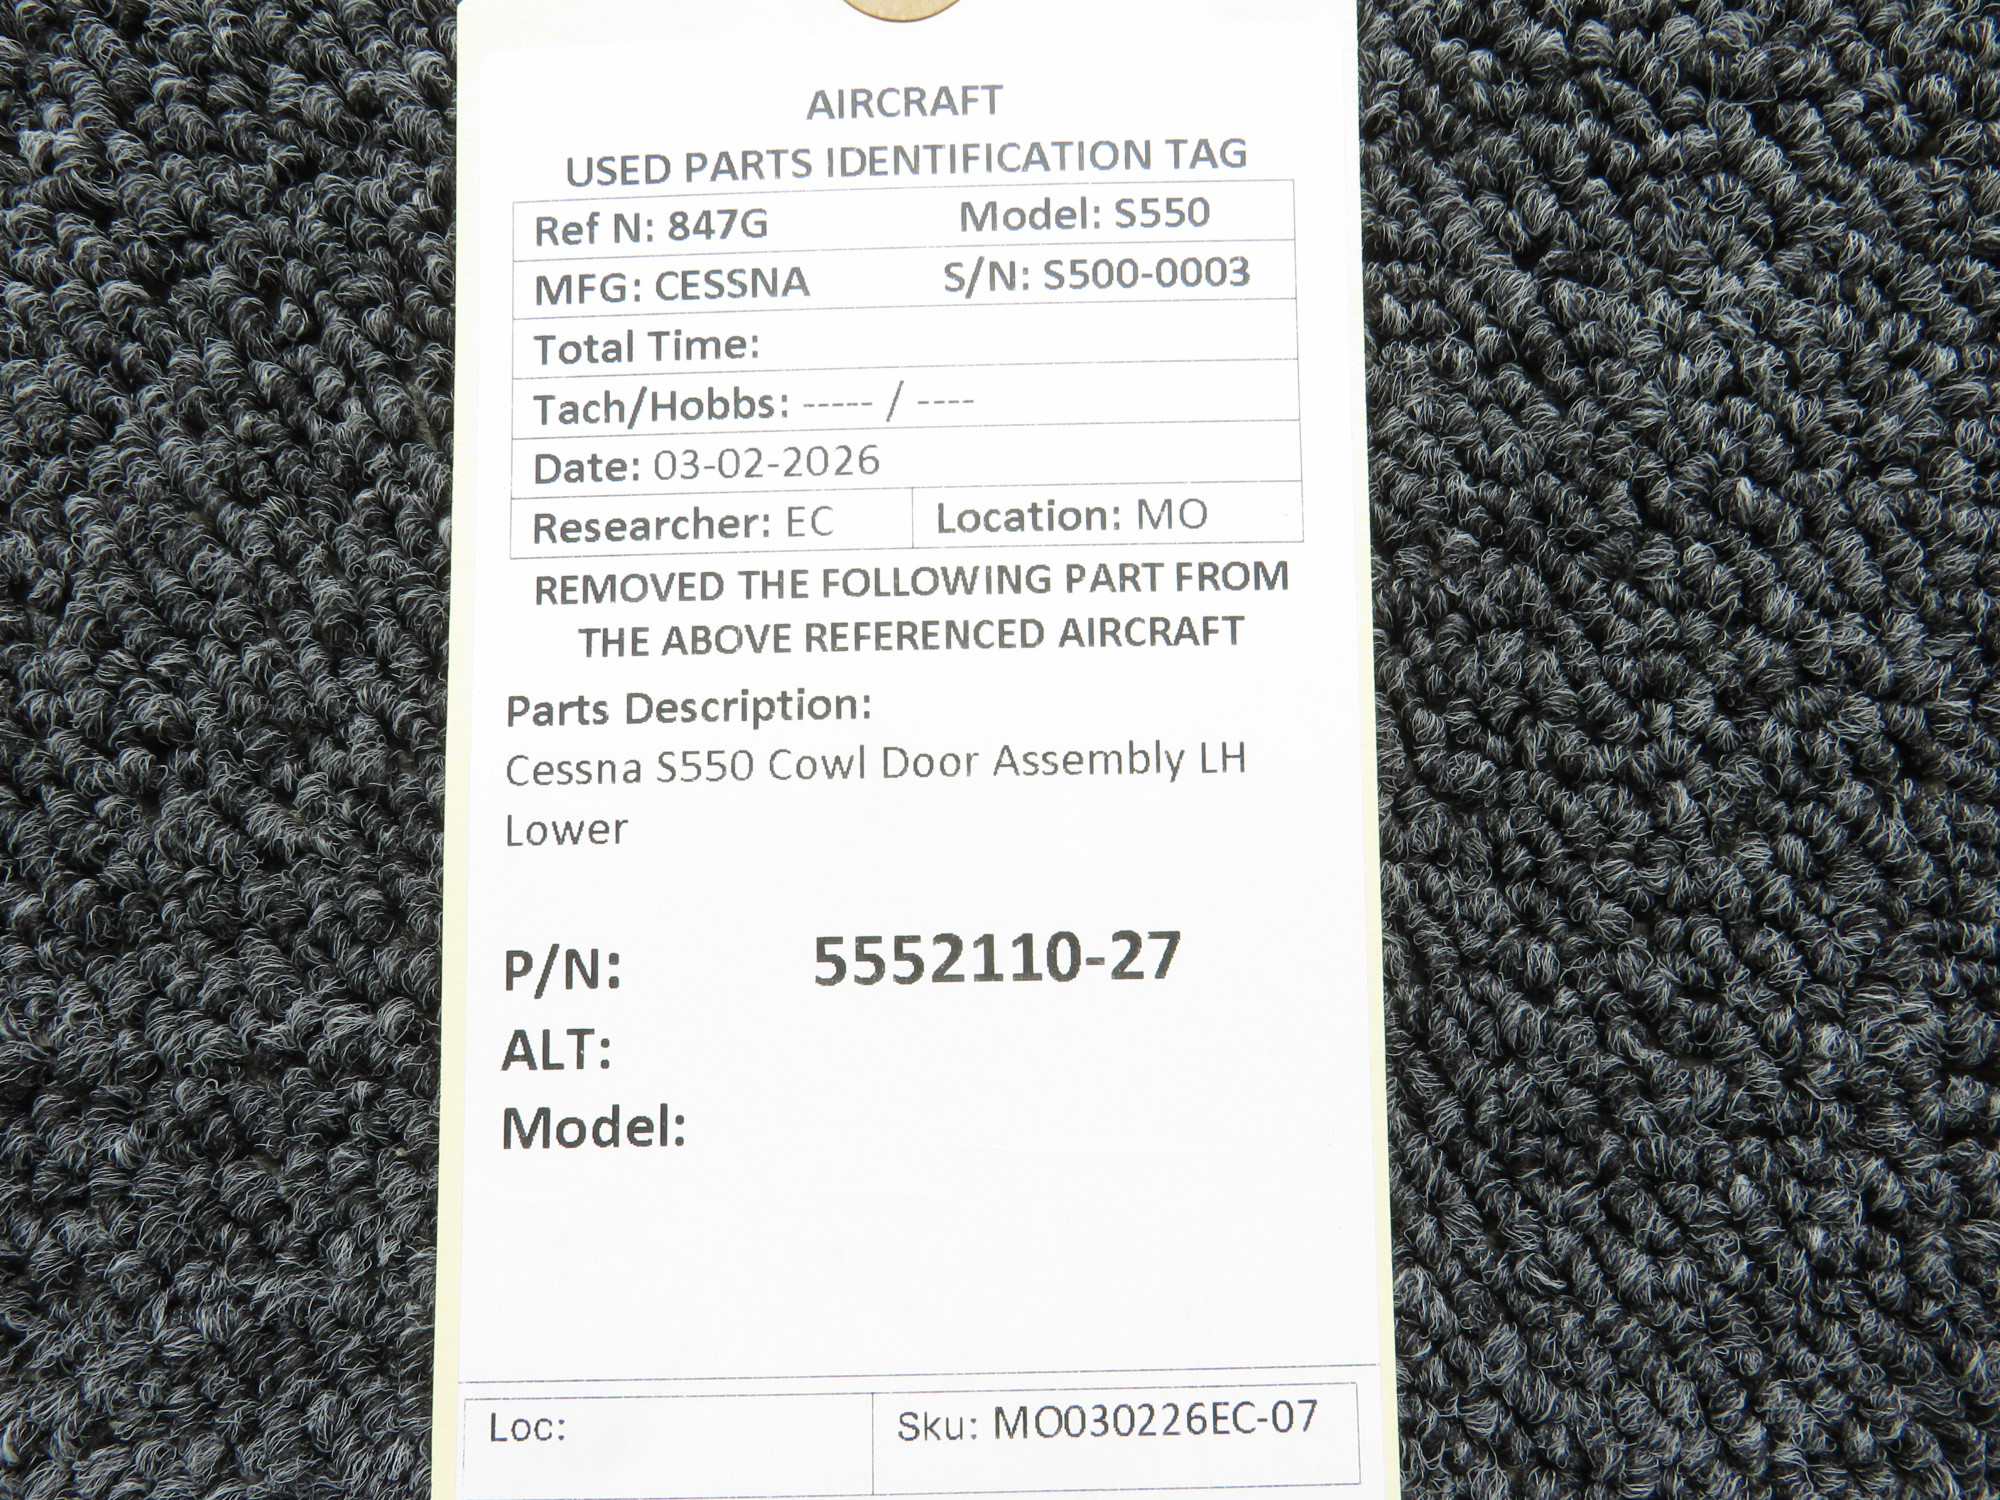 AIRCRAFT
USED PARTS IDENTIFICATION TAG
Ref N: 847G Model: S550
MFG: CESSNA S/N: S500-0003
Total Time:
Tach/Hobbs: ----- / ----
Date: 03-02-2026
Researcher: EC Location: MO
REMOVED THE FOLLOWING PART FROM
THE ABOVE REFERENCED AIRCRAFT
Parts Description:
Cessna S550 Cowl Door Assembly LH
Lower
P/N: 5552110-27
ALT:
Model:
Loc: Sku: MO030226EC-07